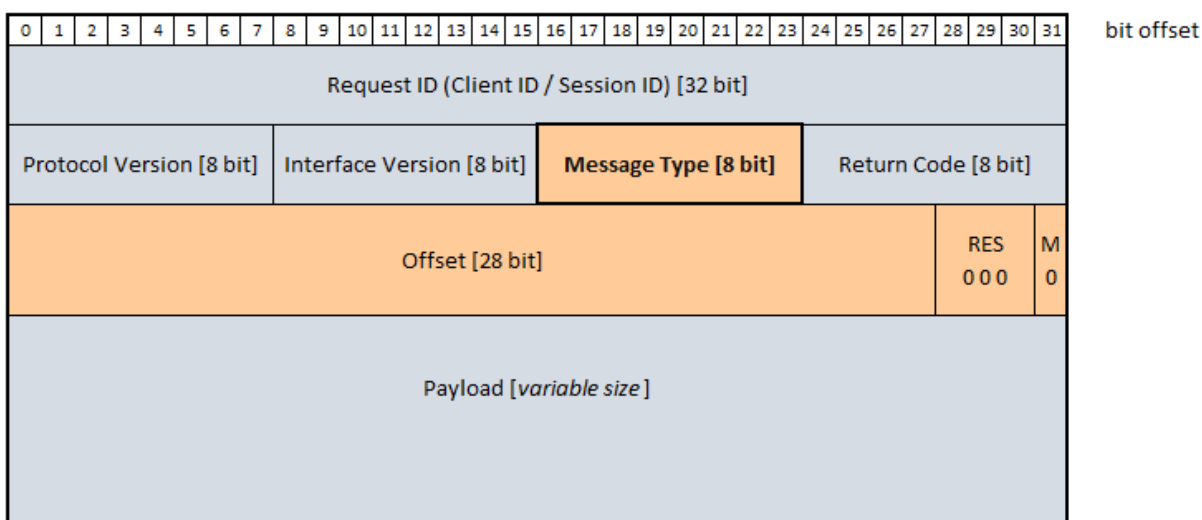 0 1 2 3 4 5 6 7 8 9 10 11 12 13 14 15 16 17 18 19 20 21 22 23 24 25 26 27 28 29 30 31 bit offset
Request ID (Client ID / Session ID) [32 bit]
Protocol Version [8 bit] Interface Version [8 bit] Message Type [8 bit] Return Code [8 bit]
Offset [28 bit] RES M
0 0 0 0
Payload [variable size]